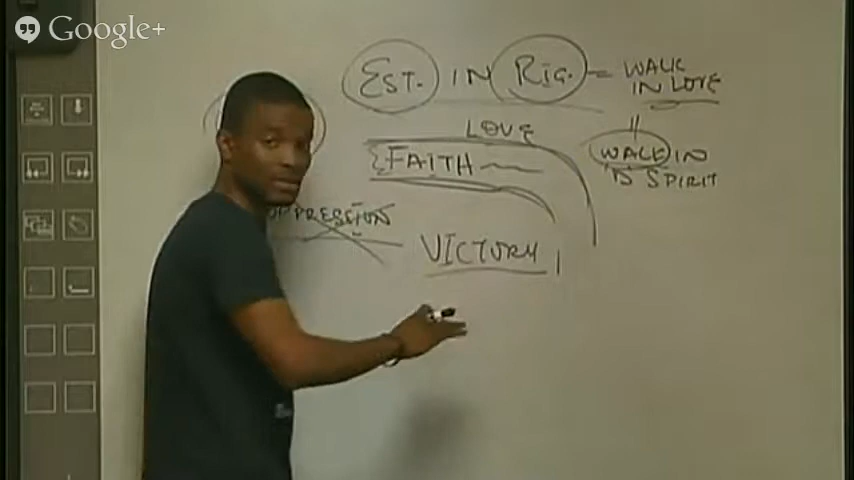 Google+
EST. IN RIG. = WALK
IN LOVE
LOVE
"
FAITH
WALK IN
D SPIRIT
OPPRESSION
VICTORY